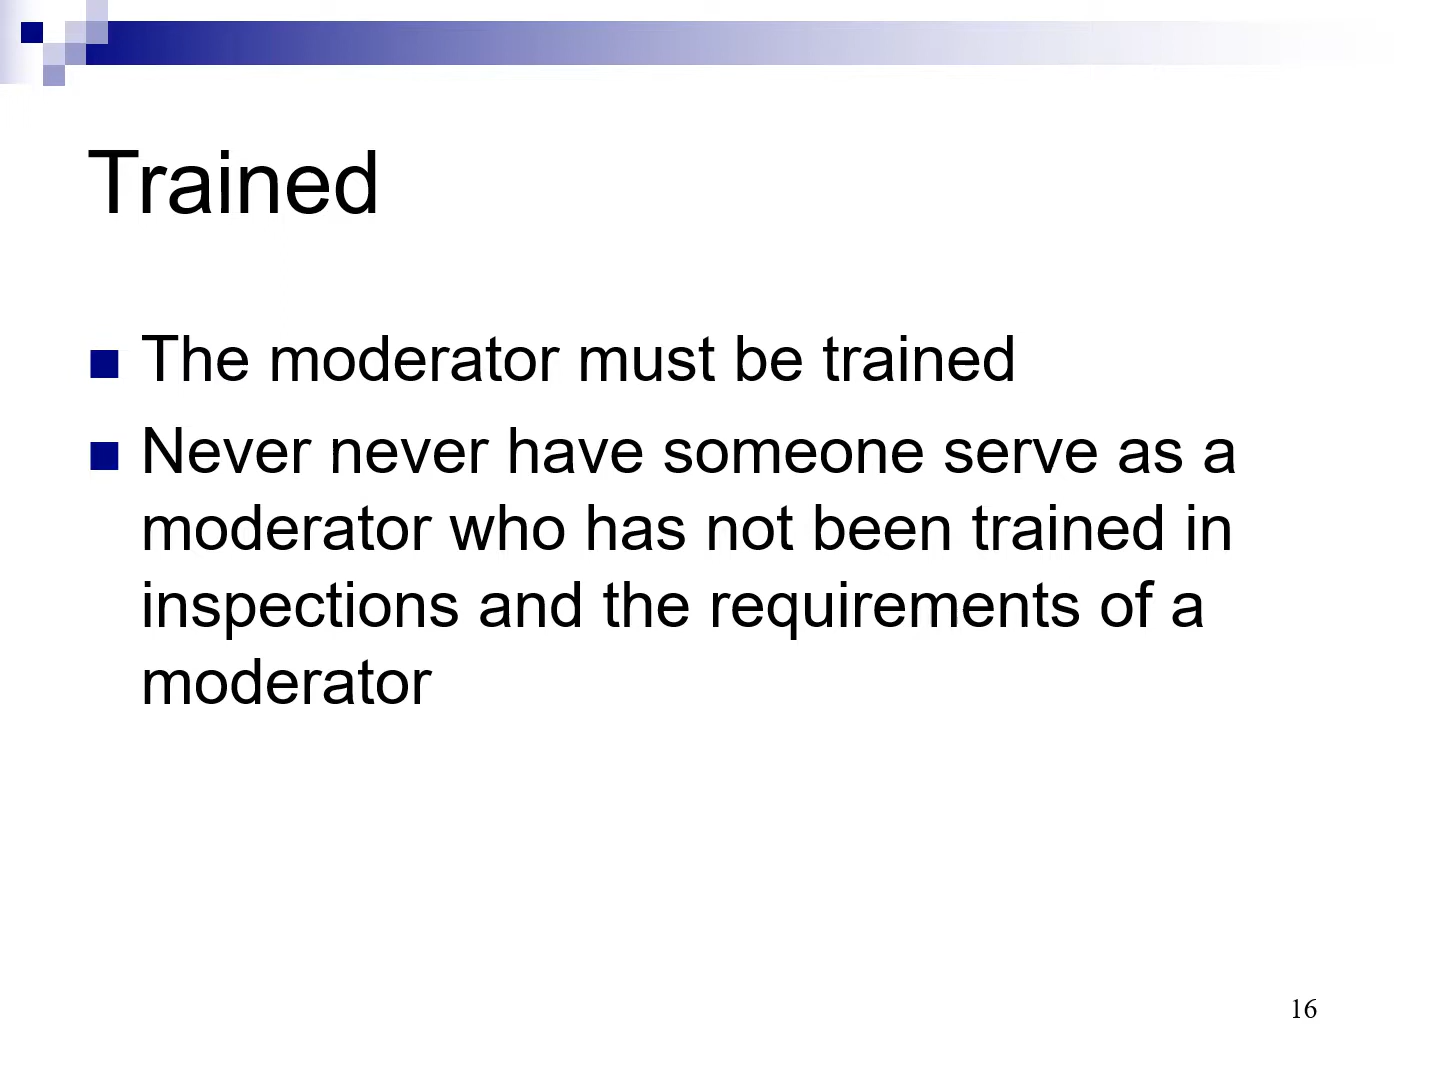 Trained
The moderator must be trained
Never never have someone serve as a
moderator who has not been trained in
inspections and the requirements of a
moderator
16